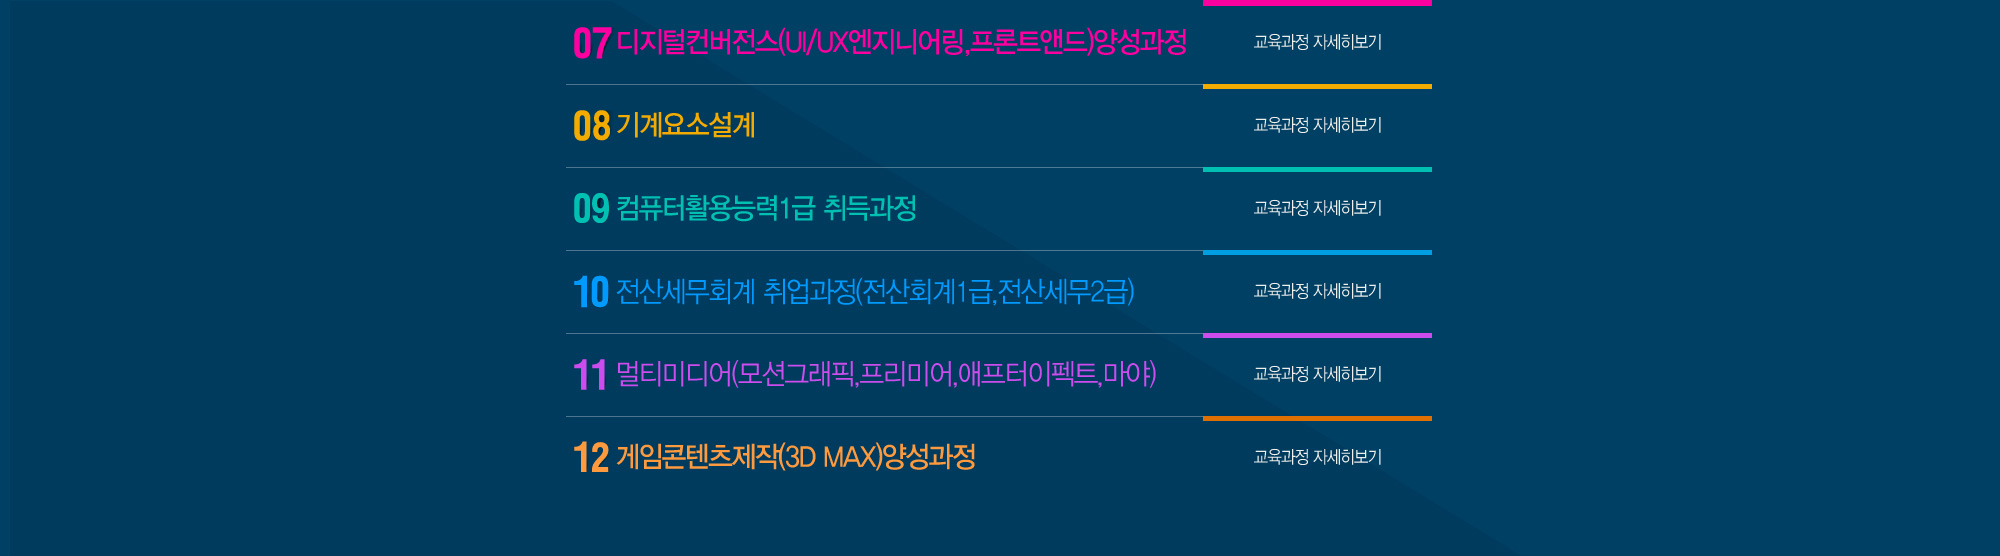 07 디지털컨버전스(UI/UX엔지니어링,프론트앤드)양성과정 교육과정 자세히보기
08 기계요소설계 교육과정 자세히보기
09 컴퓨터활용능력1급 취득과정 교육과정 자세히보기
10 전산세무회계 취업과정(전산회계1급,전산세무2급) 교육과정 자세히보기
11 멀티미디어(모션그래픽,프리미어,애프터이펙트,마야) 교육과정 자세히보기
12 게임콘텐츠제작(3D MAX)양성과정 교육과정 자세히보기